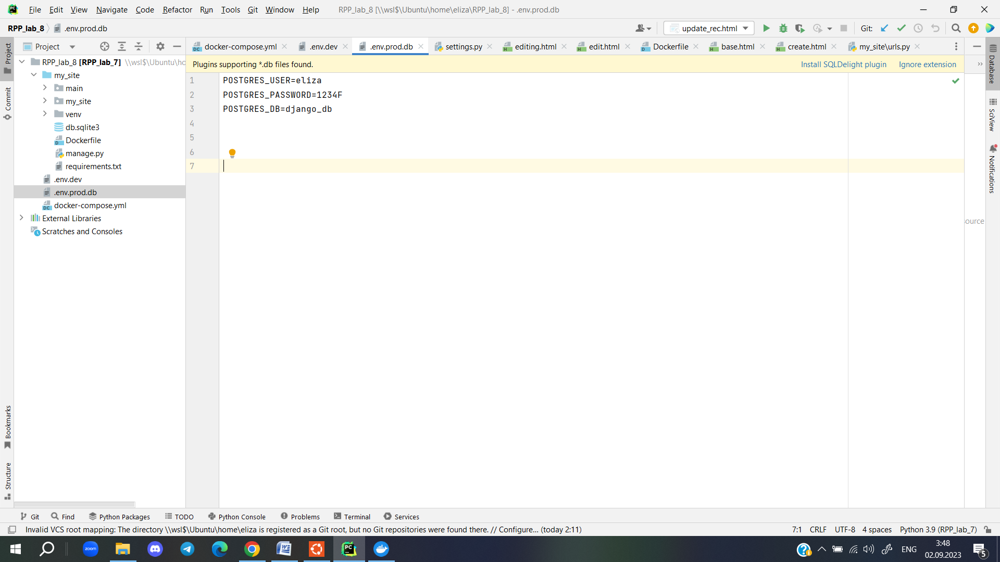 File Edit View Navigate Code Refactor Run Tools Git Window Help RPP_lab_8 [\\wsl$\Ubuntu\home\eliza\RPP_lab_8] - .env.prod.db
RPP_lab_8 .env.prod.db update_rec.html Git:
Project docker-compose.yml .env.dev .env.prod.db settings.py editing.html edit.html Dockerfile base.html create.html my_site\urls.py
Plugins supporting *.db files found. Install SQLDelight plugin Ignore extension
RPP_lab_8 [RPP_lab_7] \\wsl$\Ubuntu\ho
my_site
main
my_site
venv
db.sqlite3
Dockerfile
manage.py
requirements.txt
.env.dev
.env.prod.db
docker-compose.yml
External Libraries
Scratches and Consoles
1 POSTGRES_USER=eliza
2 POSTGRES_PASSWORD=1234F
3 POSTGRES_DB=django_db
4
5
6
7
ource
Project
Commit
Bookmarks
Structure
Database
SciView
Notifications
Git Find Python Packages TODO Python Console Problems Terminal Services
Invalid VCS root mapping: The directory \\wsl$\Ubuntu\home\eliza is registered as a Git root, but no Git repositories were found there. // Configure... (today 2:11) 7:1 CRLF UTF-8 4 spaces Python 3.9 (RPP_lab_7)
zoom
ENG
3:48
02.09.2023
5